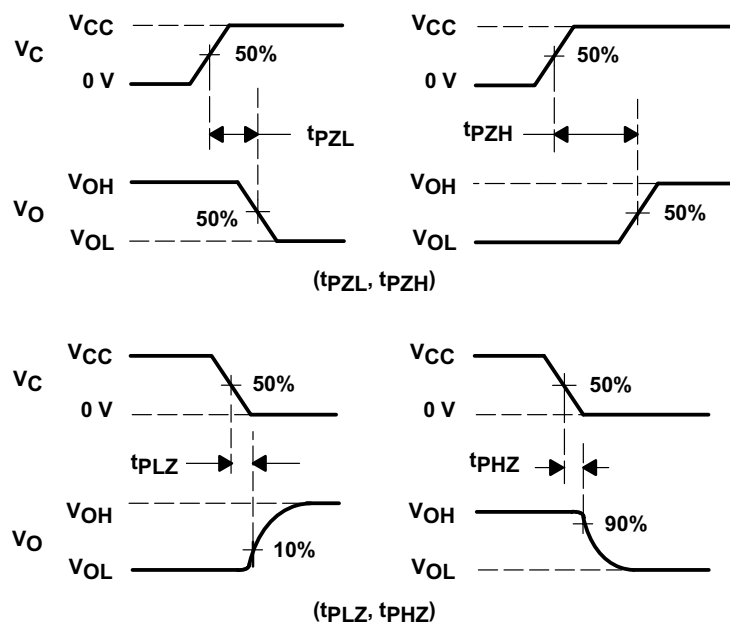 VCC VCC
VC 50% 50%
0 V 0 V
tPZL tPZH
VOH VOH
VO 50% 50%
VOL VOL
(tPZL, tPZH)
VCC VCC
VC 50% 50%
0 V 0 V
tPLZ tPHZ
VOH VOH
VO 10% 90%
VOL VOL
(tPLZ, tPHZ)